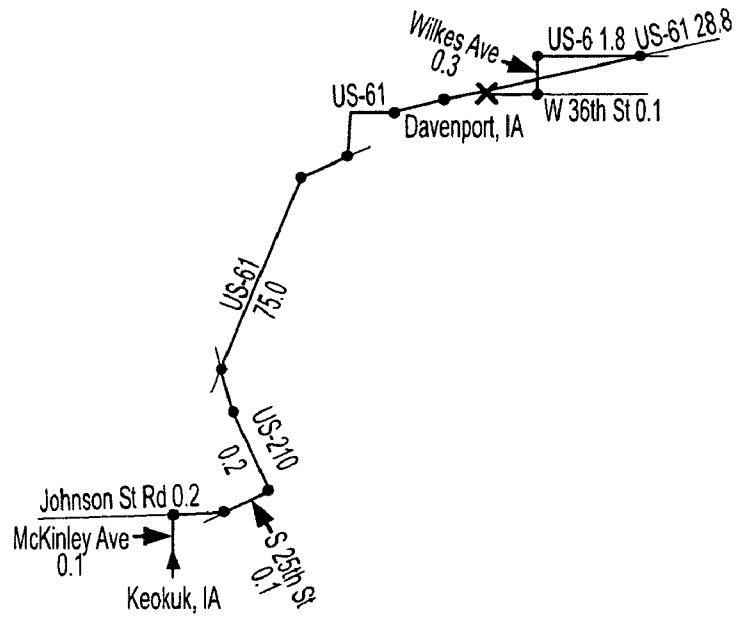 Wilkes Ave
0.3
US-6 1.8
US-61 28.8
US-61
Davenport, IA
W 36th St 0.1
US-61
75.0
US-210
0.2
Johnson St Rd 0.2
McKinley Ave
0.1
S 25th St
0.1
Keokuk, IA